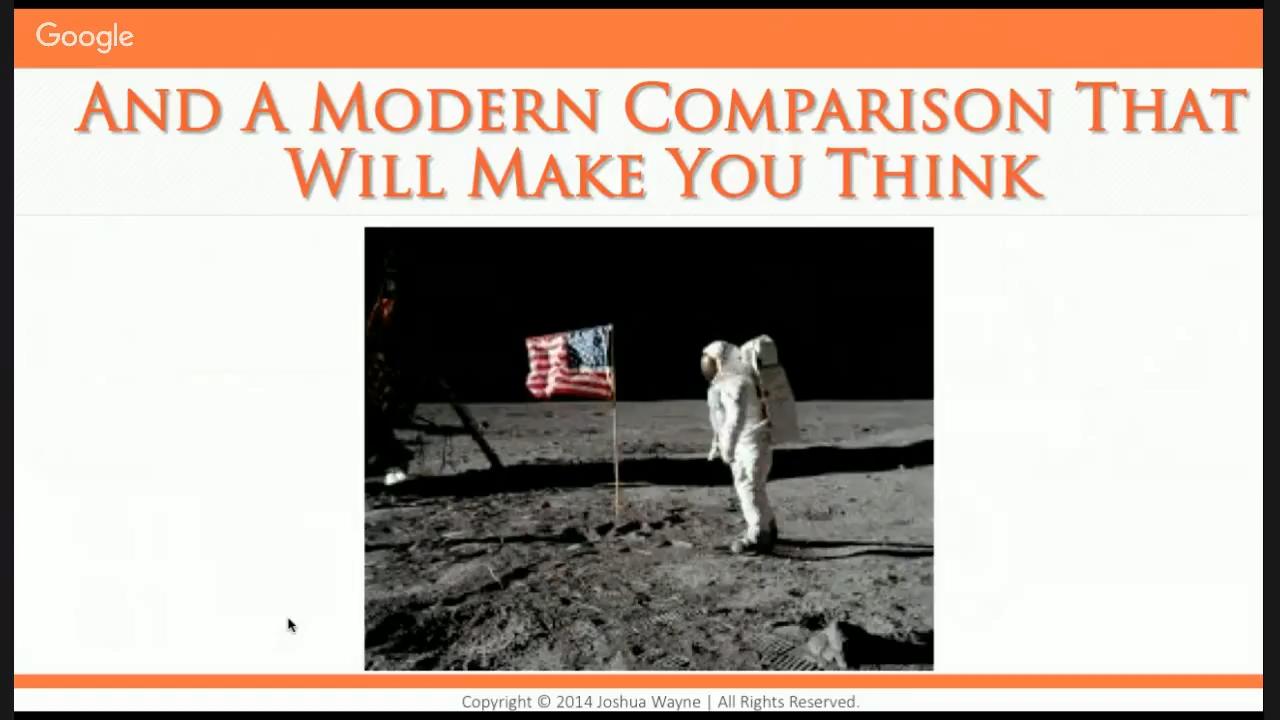 Google
And A Modern Comparison That
Will Make You Think
Copyright © 2014 Joshua Wayne | All Rights Reserved.